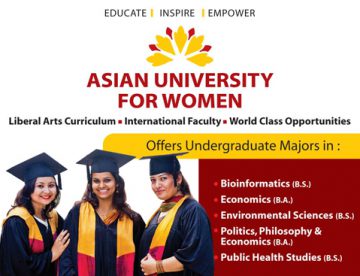 EDUCATE | INSPIRE | EMPOWER
ASIAN UNIVERSITY
FOR WOMEN
Liberal Arts Curriculum ▪ International Faculty ▪ World Class Opportunities
Offers Undergraduate Majors in :
▪ Bioinformatics (B.S.)
▪ Economics (B.A.)
▪ Environmental Sciences (B.S.)
▪ Politics, Philosophy &
Economics (B.A.)
▪ Public Health Studies (B.S.)